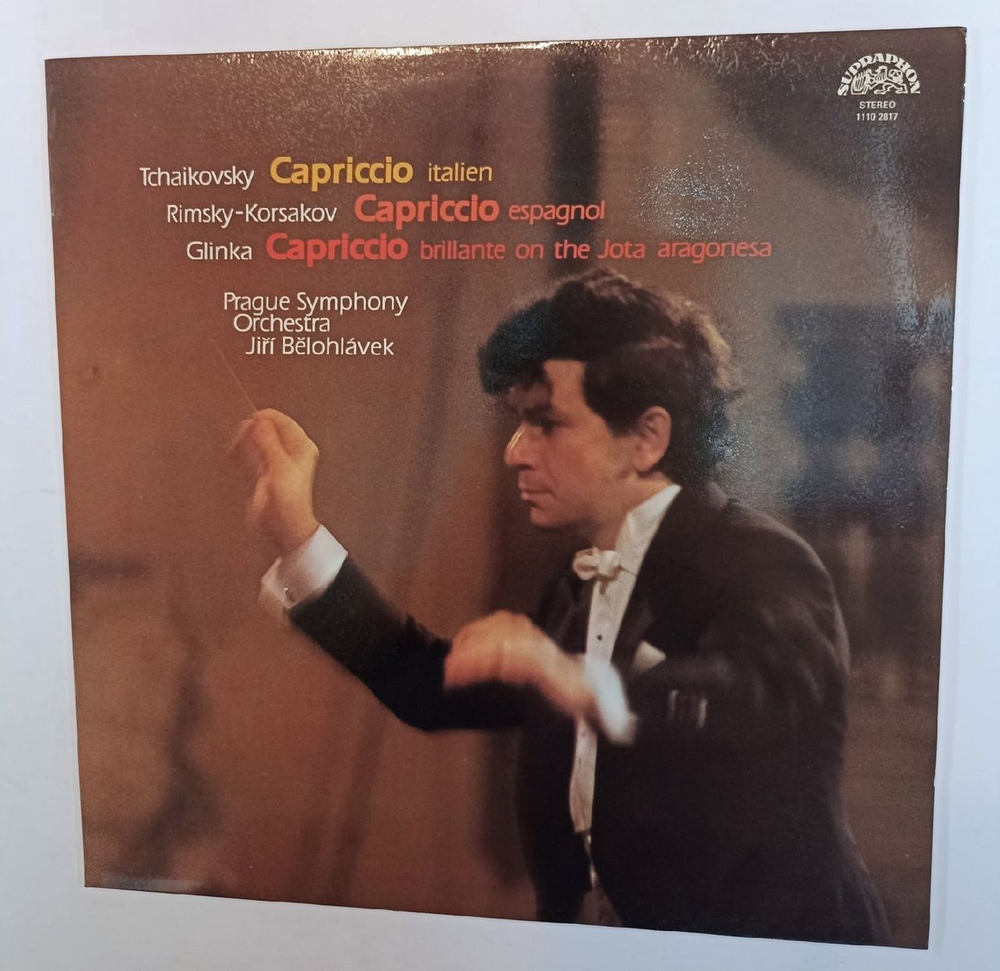 SUPRAPHON
STEREO
1110 2817
Tchaikovsky Capriccio italien
Rimsky-Korsakov Capriccio espagnol
Glinka Capriccio brillante on the Jota aragonesa
Prague Symphony
Orchestra
Jiří Bělohlávek